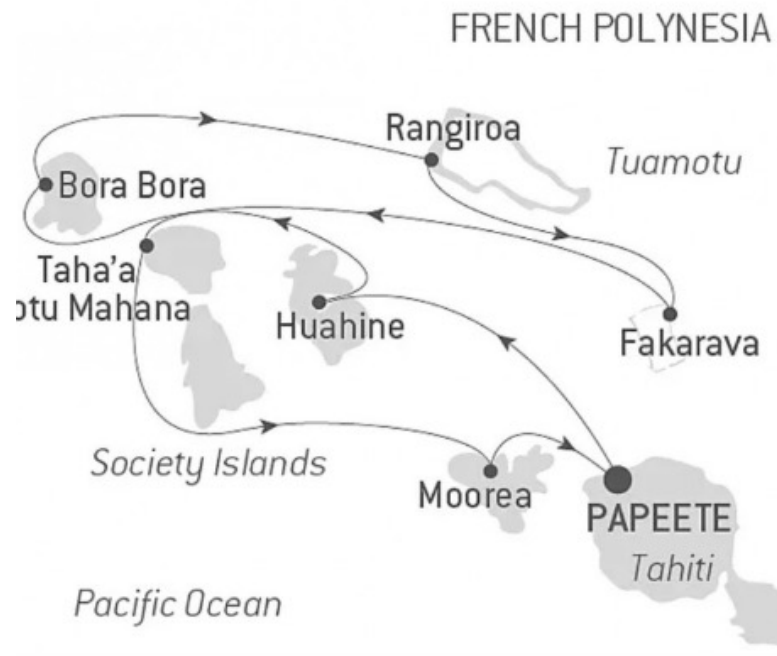 FRENCH POLYNESIA
Rangiroa
Tuamotu
Bora Bora
Taha'a
otu Mahana
Huahine
Fakarava
Society Islands
Moorea
PAPEETE
Tahiti
Pacific Ocean